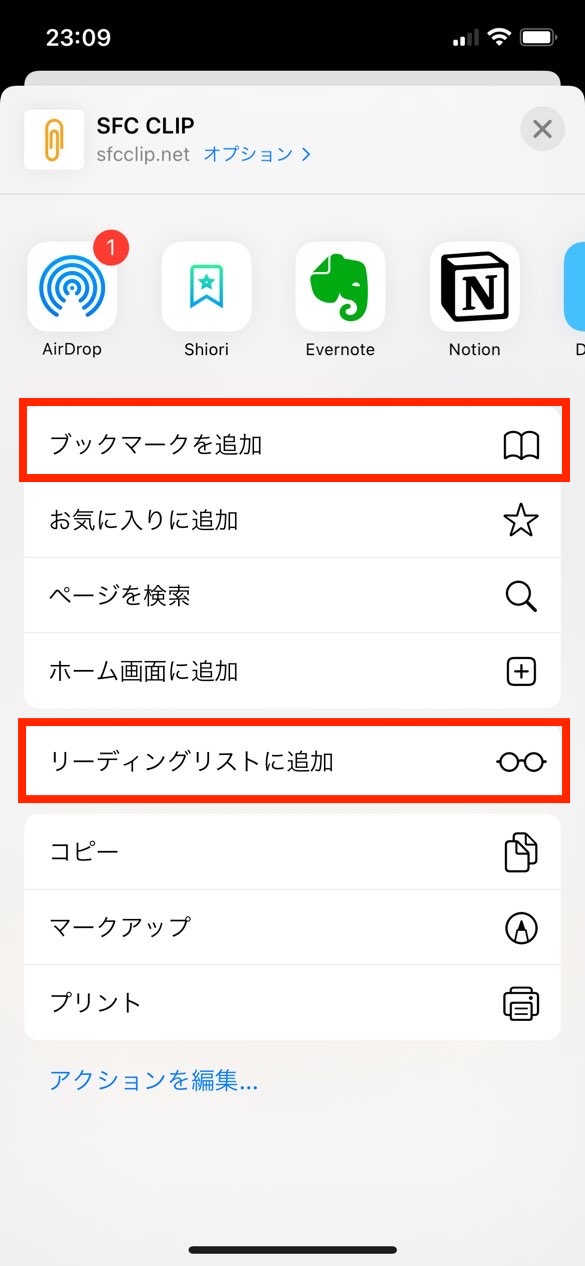 23:09
SFC CLIP
sfcclip.net オプション >
1
AirDrop
Shiori
Evernote
Notion
D
ブックマークを追加
お気に入りに追加
ページを検索
ホーム画面に追加
リーディングリストに追加
コピー
マークアップ
プリント
アクションを編集...